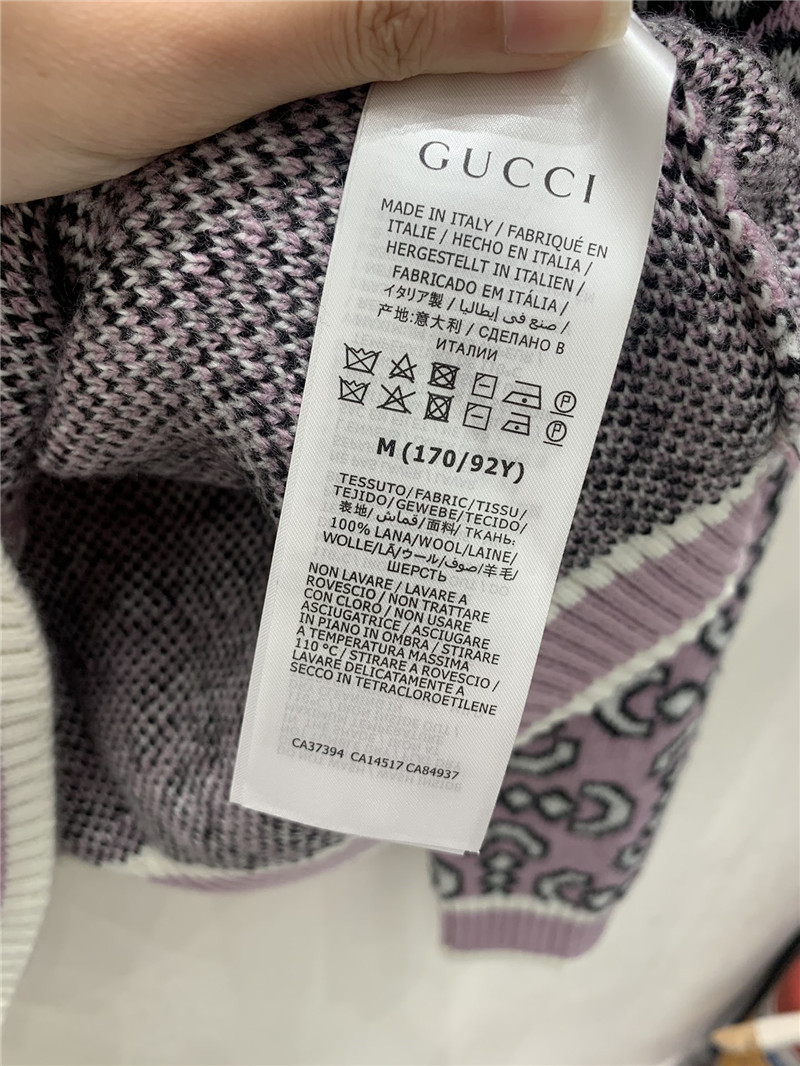 GUCCI
MADE IN ITALY / FABRIQUÉ EN
ITALIE / HECHO EN ITALIA /
HERGESTELLT IN ITALIEN /
FABRICADO EM ITÁLIA /
イタリア製 / صنع في إيطاليا /
产地:意大利 / СДЕЛАНО В
ИТАЛИИ
P
P
M (170/92Y)
TESSUTO/FABRIC/TISSU/
TEJIDO/GEWEBE/TECIDO/
表地/قماش/面料/ТКАНЬ:
100% LANA/WOOL/LAINE/
WOLLE/LÃ/ウール/صوف/羊毛/
ШЕРСТЬ
NON LAVARE / LAVARE A
ROVESCIO / NON TRATTARE
CON CLORO / NON USARE
ASCIUGATRICE / ASCIUGARE
IN PIANO IN OMBRA / STIRARE
A TEMPERATURA MASSIMA
110 °C / STIRARE A ROVESCIO /
LAVARE DELICATAMENTE A
SECCO IN TETRACLOROETILENE
CA37394 CA14517 CA84937